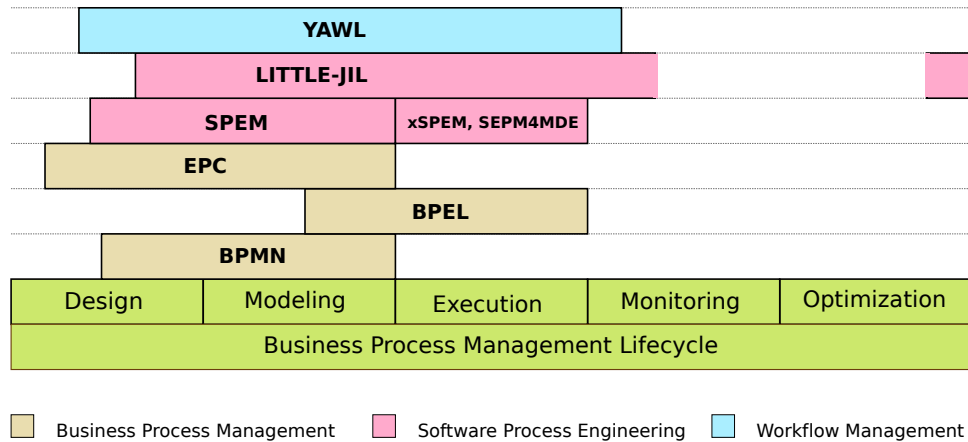 YAWL
LITTLE-JIL
SPEM
xSPEM, SEPM4MDE
EPC
BPEL
BPMN
Design
Modeling
Execution
Monitoring
Optimization
Business Process Management Lifecycle
Business Process Management
Software Process Engineering
Workflow Management